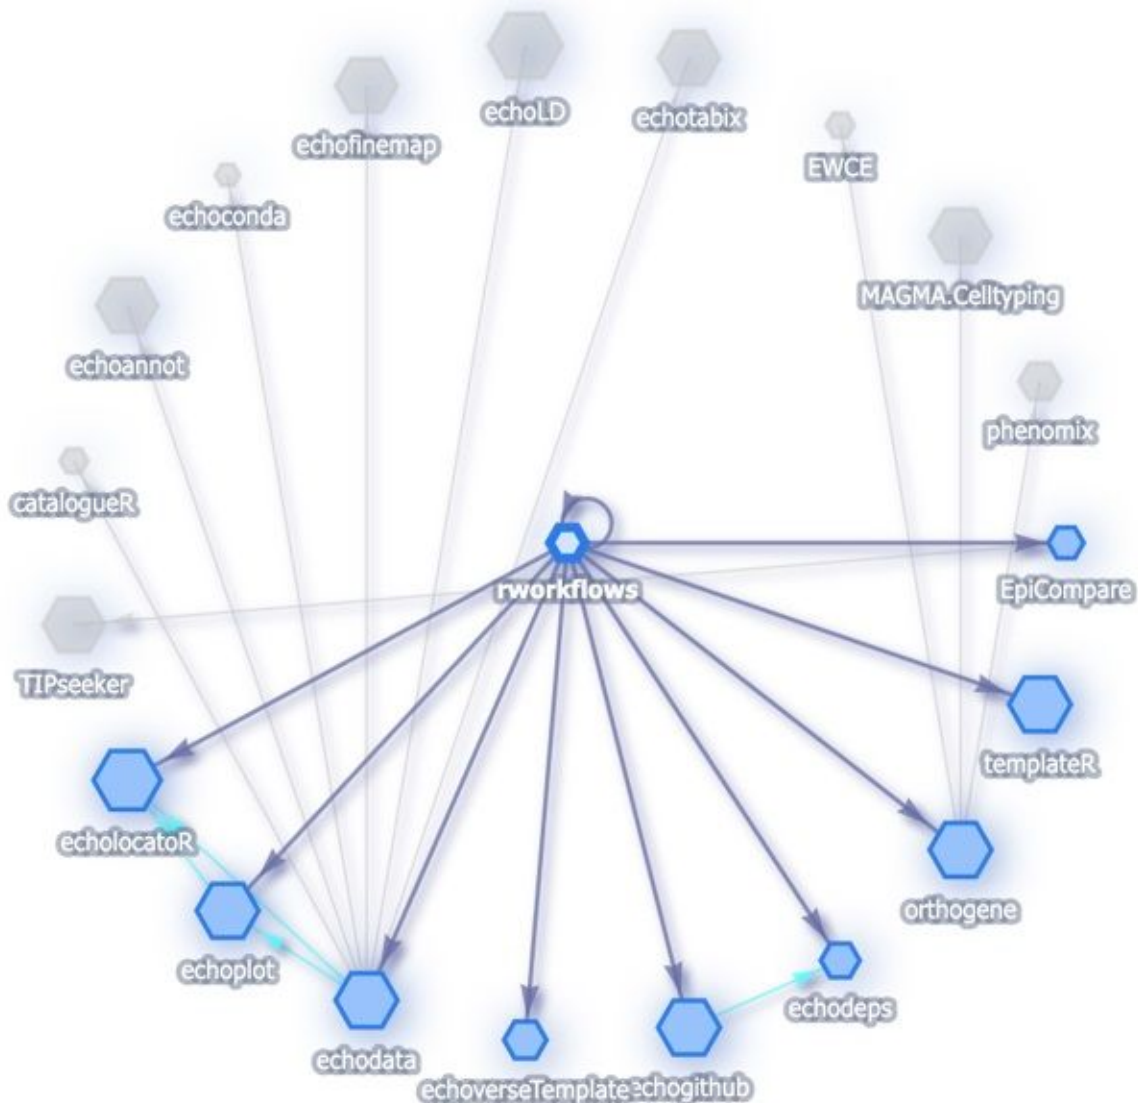 echoLD
echotabix
echofinemap
EWCE
echoconda
MAGMA.Celltyping
echoannot
phenomix
catalogueR
rworkflows
EpiCompare
TIPseeker
templateR
echolocatoR
orthogene
echoplot
echodeps
echodata
echoverseTemplate
echogithub